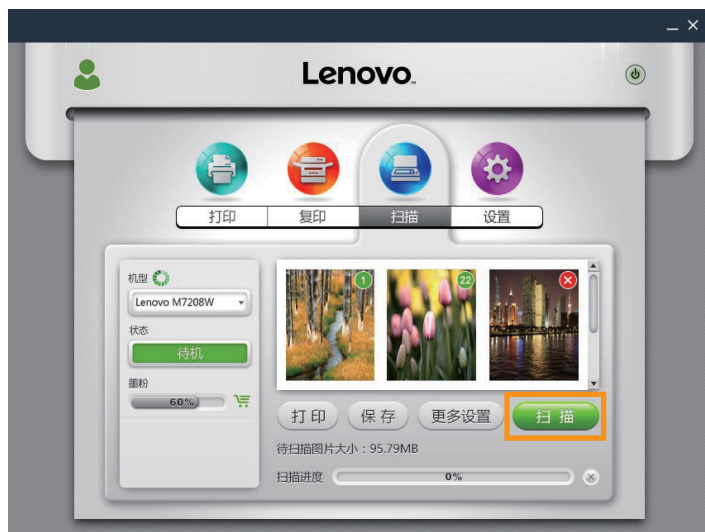 Lenovo
打印 复印 扫描 设置
机型
Lenovo M7208W
状态
待机
墨粉
60%
1 22
打印 保存 更多设置 扫描
待扫描图片大小：95.79MB
扫描进度 0%